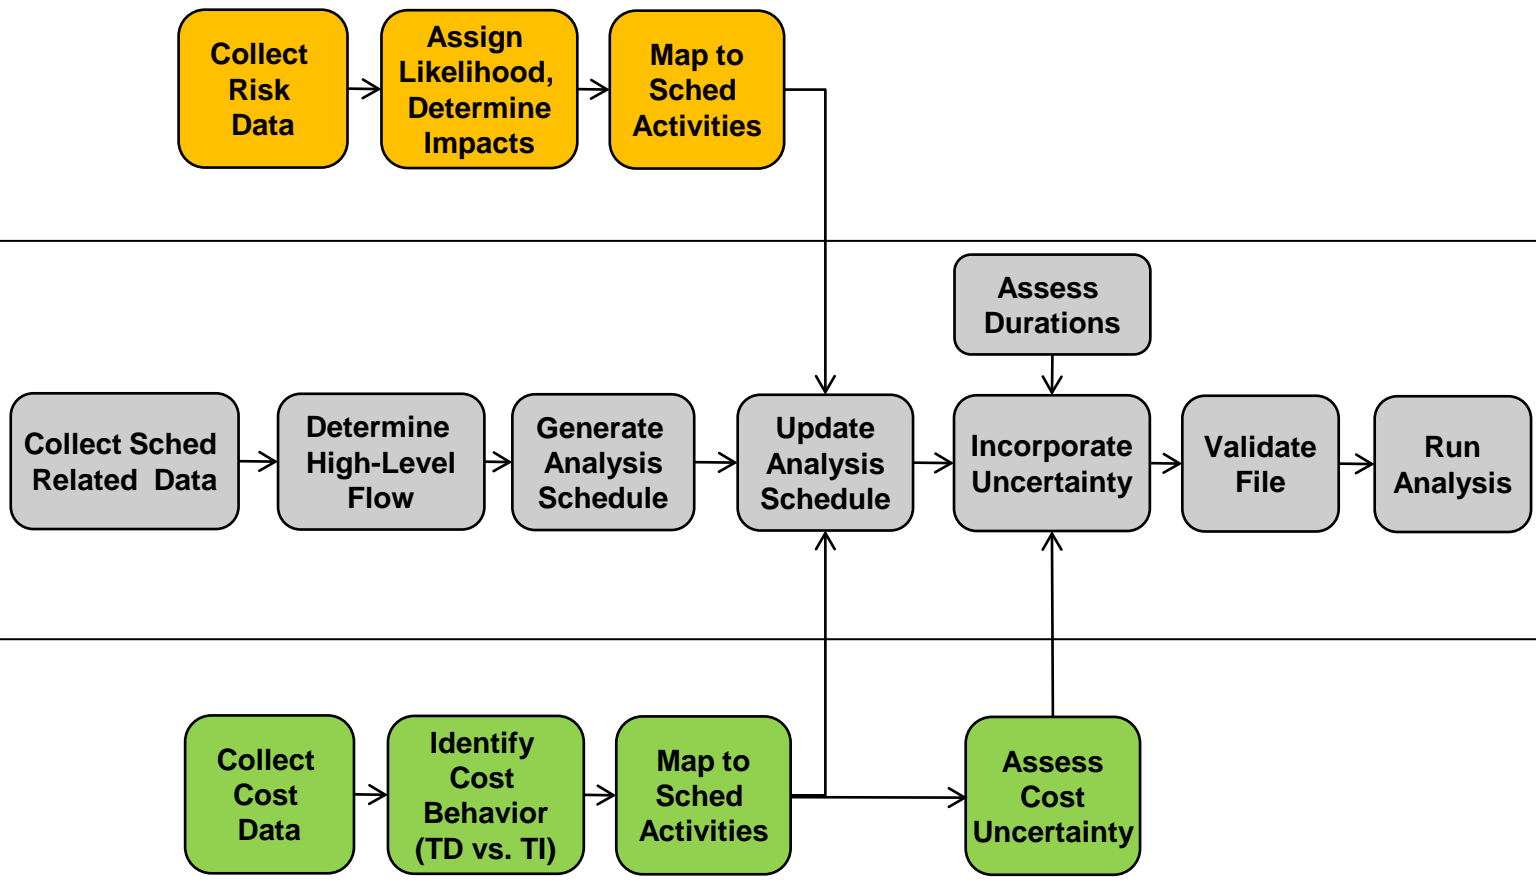 Collect
Risk
Data
Assign
Likelihood,
Determine
Impacts
Map to
Sched
Activities
Assess
Durations
Collect Sched
Related  Data
Determine
High-Level
Flow
Generate
Analysis
Schedule
Update
Analysis
Schedule
Incorporate
Uncertainty
Validate
File
Run
Analysis
Collect
Cost
Data
Identify
Cost
Behavior
(TD vs. TI)
Map to
Sched
Activities
Assess
Cost
Uncertainty